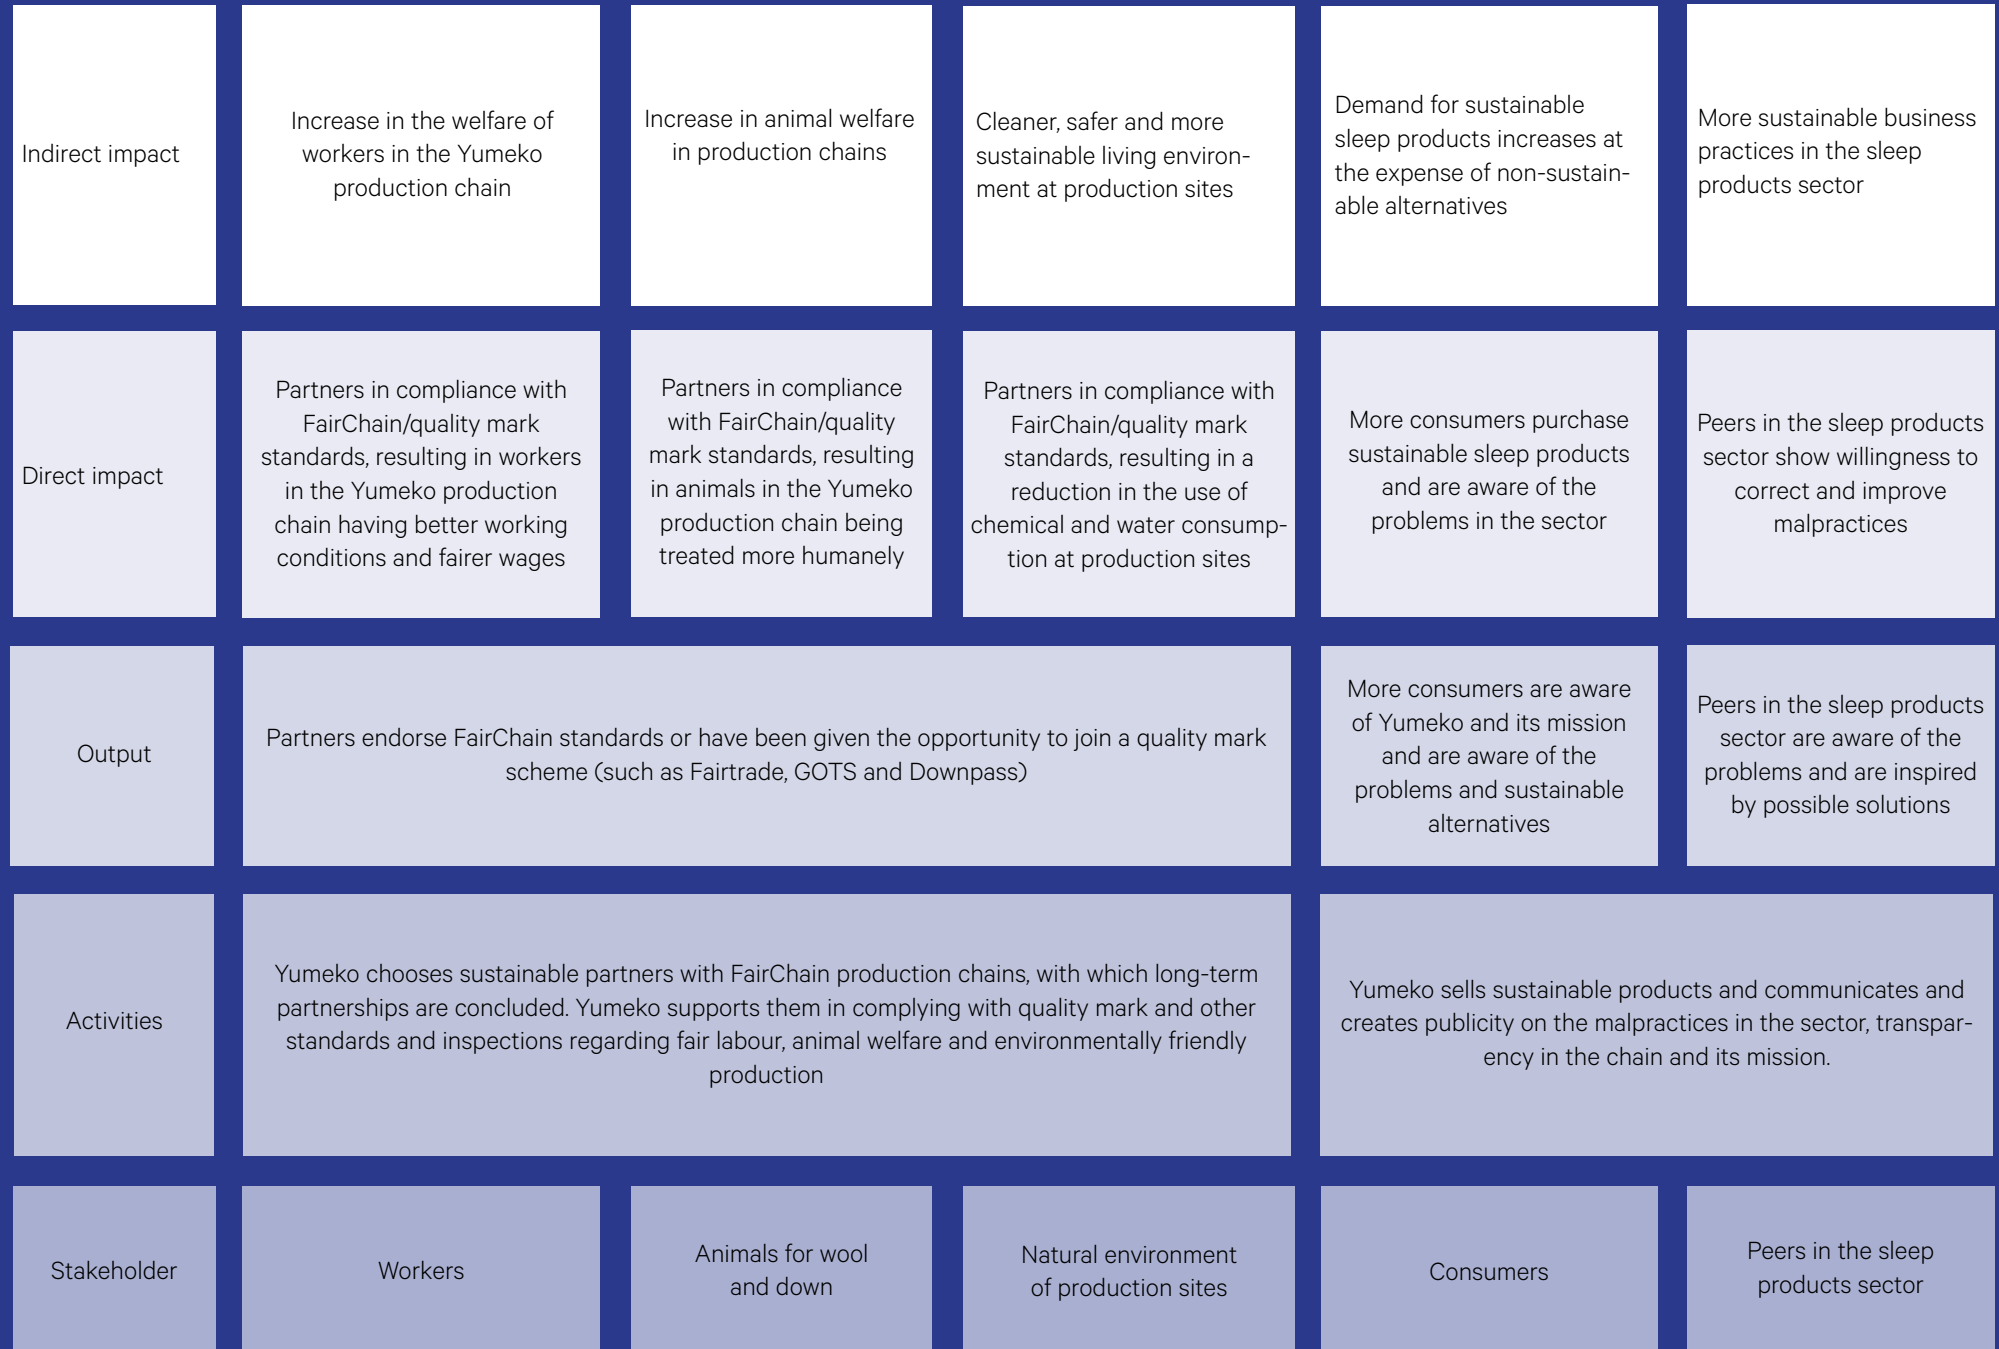 Indirect impact
Increase in the welfare of
workers in the Yumeko
production chain
Increase in animal welfare
in production chains
Cleaner, safer and more
sustainable living environ-
ment at production sites
Demand for sustainable
sleep products increases at
the expense of non-sustain-
able alternatives
More sustainable business
practices in the sleep
products sector
Direct impact
Partners in compliance with
FairChain/quality mark
standards, resulting in workers
in the Yumeko production
chain having better working
conditions and fairer wages
Partners in compliance
with FairChain/quality
mark standards, resulting
in animals in the Yumeko
production chain being
treated more humanely
Partners in compliance with
FairChain/quality mark
standards, resulting in a
reduction in the use of
chemical and water consump-
tion at production sites
More consumers purchase
sustainable sleep products
and are aware of the
problems in the sector
Peers in the sleep products
sector show willingness to
correct and improve
malpractices
Output
Partners endorse FairChain standards or have been given the opportunity to join a quality mark
scheme (such as Fairtrade, GOTS and Downpass)
More consumers are aware
of Yumeko and its mission
and are aware of the
problems and sustainable
alternatives
Peers in the sleep products
sector are aware of the
problems and are inspired
by possible solutions
Activities
Yumeko chooses sustainable partners with FairChain production chains, with which long-term
partnerships are concluded. Yumeko supports them in complying with quality mark and other
standards and inspections regarding fair labour, animal welfare and environmentally friendly
production
Yumeko sells sustainable products and communicates and
creates publicity on the malpractices in the sector, transpar-
ency in the chain and its mission.
Stakeholder
Workers
Animals for wool
and down
Natural environment
of production sites
Consumers
Peers in the sleep
products sector